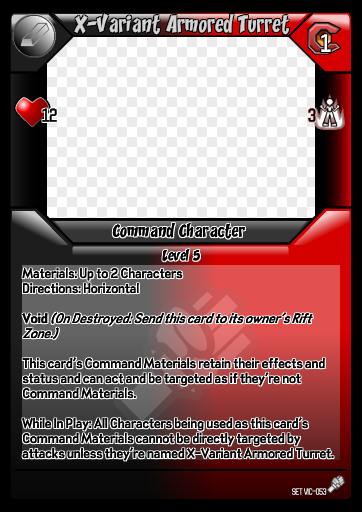 X-Variant Armored Turret
1
12
3
Command Character
Level 5
Materials: Up to 2 Characters
Directions: Horizontal
Void (On Destroyed: Send this card to its owner's Rift
Zone.)
This card's Command Materials retain their effects and
status and can act and be targeted as if they're not
Command Materials.
While In Play: All Characters being used as this card's
Command Materials cannot be directly targeted by
attacks unless they're named X-Variant Armored Turret.
SET VIC-053